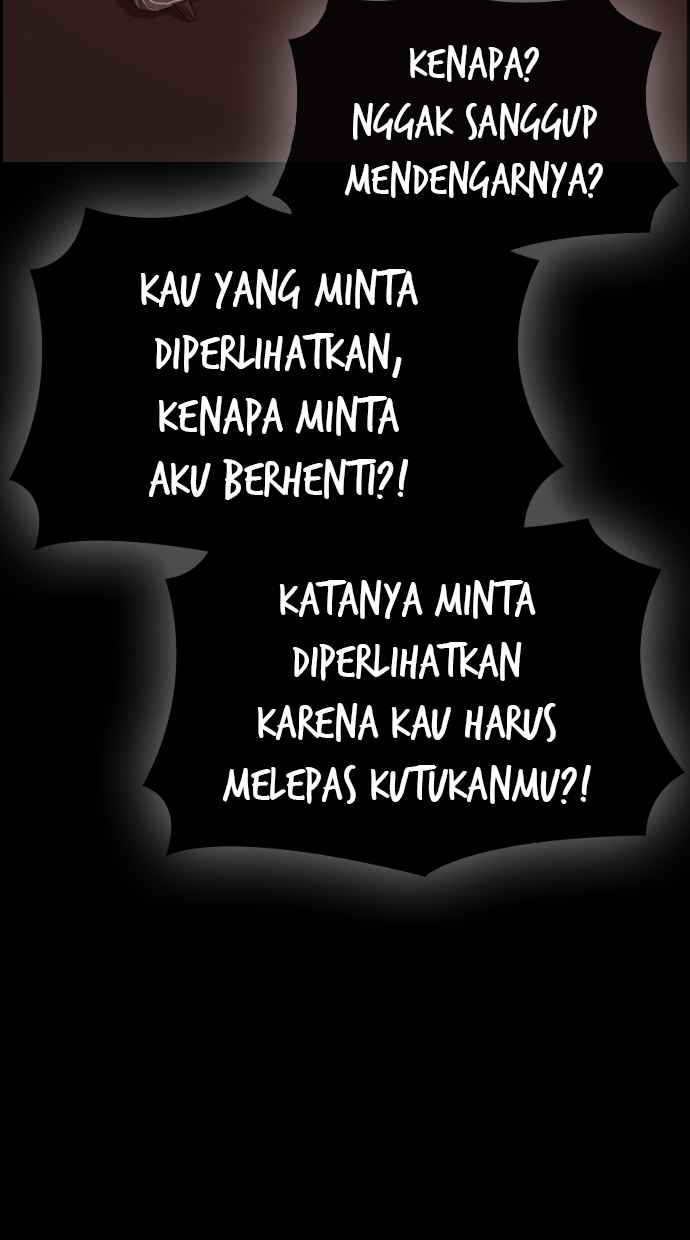 KENAPA?
NGGAK SANGGUP
MENDENGARNYA?
KAU YANG MINTA
DIPERLIHATKAN,
KENAPA MINTA
AKU BERHENTI?!
KATANYA MINTA
DIPERLIHATKAN
KARENA KAU HARUS
MELEPAS KUTUKANMU?!